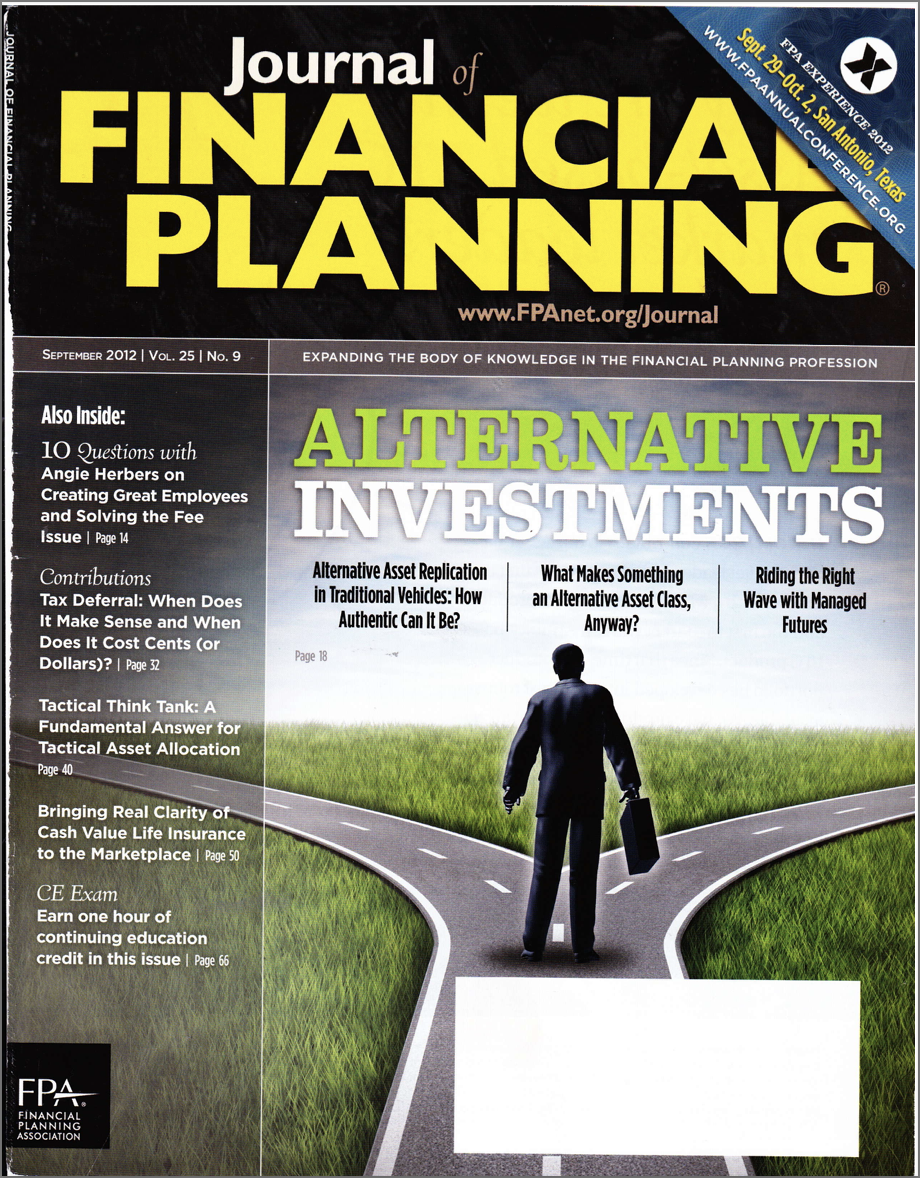 JOURNAL OF FINANCIAL PLANNING
Journal of
FINANCIAL
PLANNING®
www.FPAnet.org/Journal
FPA EXPERIENCE 2012
Sept. 29–Oct. 2, San Antonio, Texas
WWW.FPAANNUALCONFERENCE.ORG
SEPTEMBER 2012 | VOL. 25 | NO. 9
EXPANDING THE BODY OF KNOWLEDGE IN THE FINANCIAL PLANNING PROFESSION
Also Inside:
10 Questions with
Angie Herbers on
Creating Great Employees
and Solving the Fee
Issue | Page 14
Contributions
Tax Deferral: When Does
It Make Sense and When
Does It Cost Cents (or
Dollars)? | Page 32
Tactical Think Tank: A
Fundamental Answer for
Tactical Asset Allocation
Page 40
Bringing Real Clarity of
Cash Value Life Insurance
to the Marketplace | Page 50
CE Exam
Earn one hour of
continuing education
credit in this issue | Page 66
FPA®
FINANCIAL
PLANNING
ASSOCIATION
ALTERNATIVE
INVESTMENTS
Alternative Asset Replication
in Traditional Vehicles: How
Authentic Can It Be?
What Makes Something
an Alternative Asset Class,
Anyway?
Riding the Right
Wave with Managed
Futures
Page 18